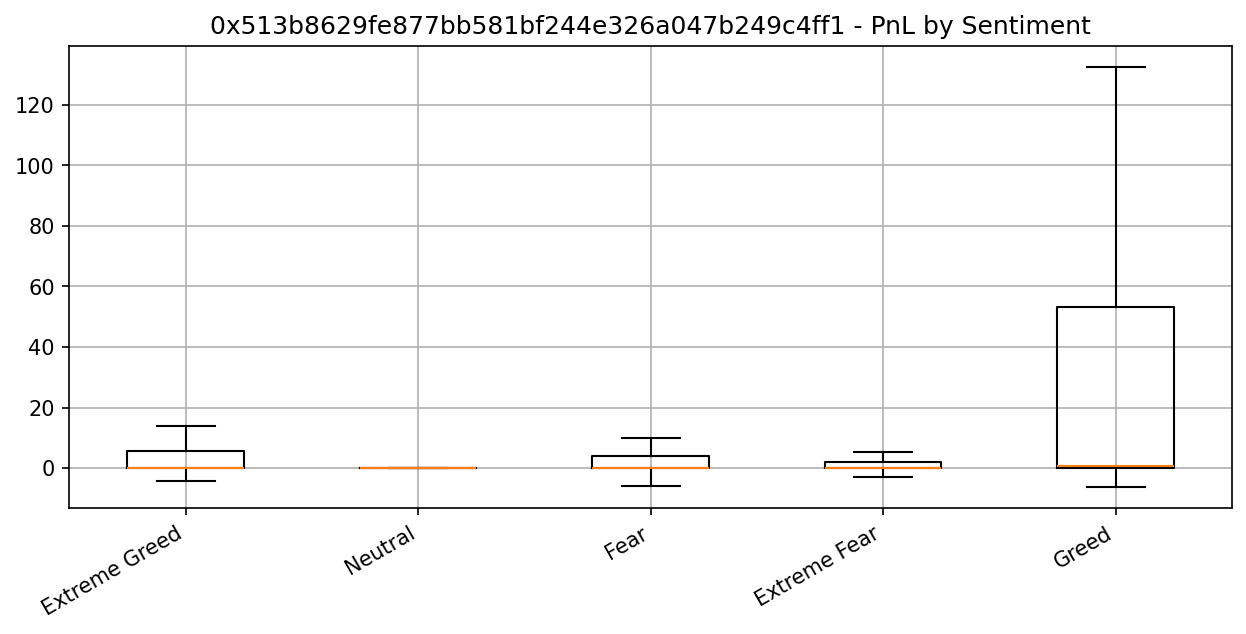 0x513b8629fe877bb581bf244e326a047b249c4ff1 - PnL by Sentiment
120
100
80
60
40
20
0
Extreme Greed
Neutral
Fear
Extreme Fear
Greed